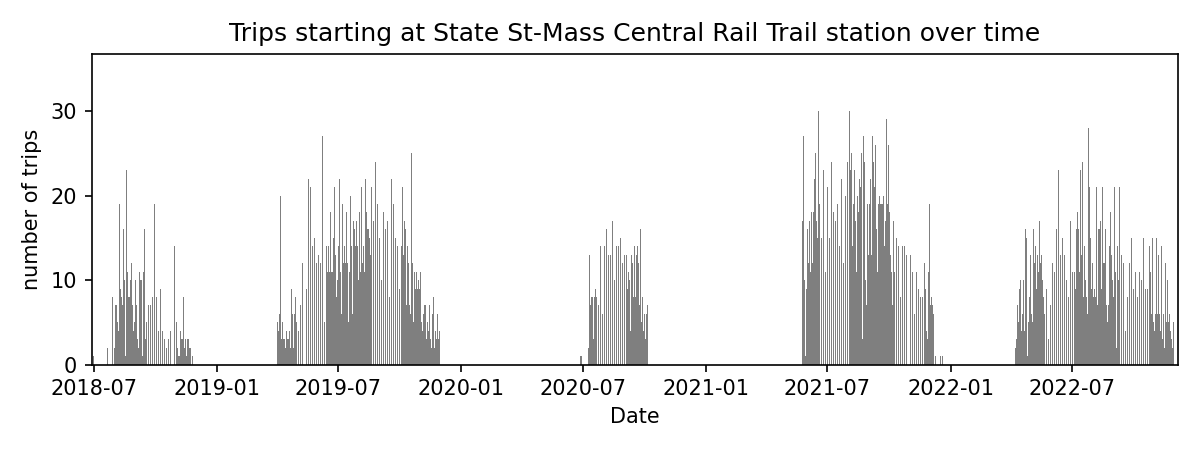 Trips starting at State St-Mass Central Rail Trail station over time
30
20
10
0
number of trips
2018-07 2019-01 2019-07 2020-01 2020-07 2021-01 2021-07 2022-01 2022-07
Date